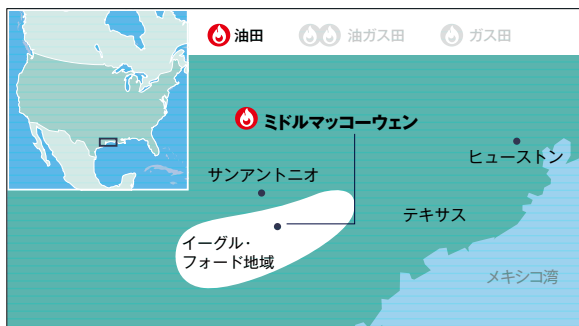 油田
油ガス田
ガス田
ミドルマッコーウェン
ヒューストン
サンアントニオ
テキサス
イーグル・
フォード地域
メキシコ湾